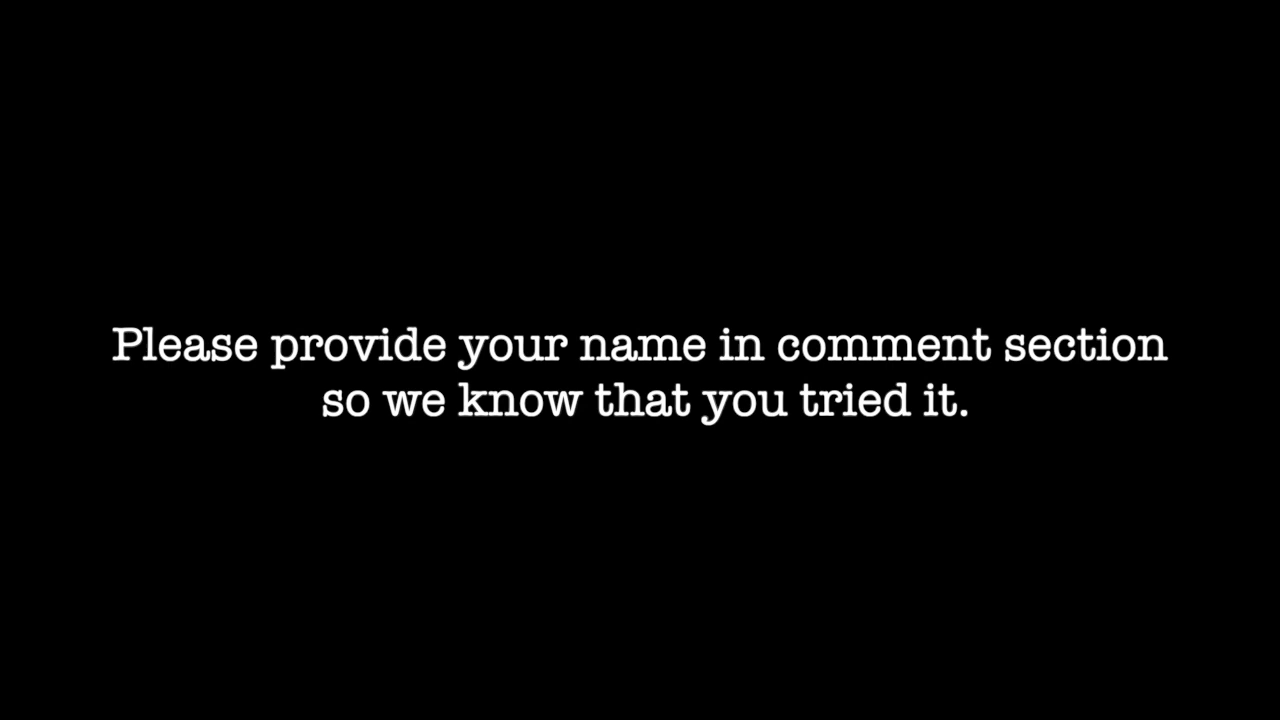 Please provide your name in comment section
so we know that you tried it.